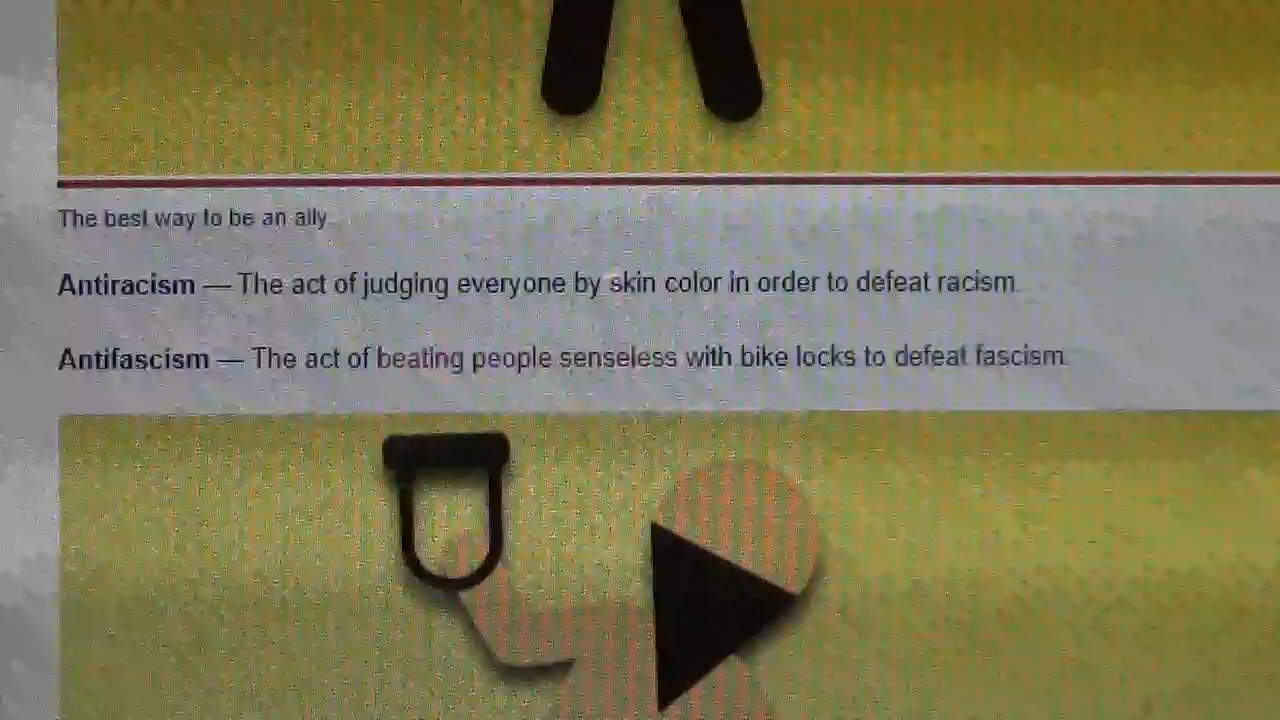 The best way to be an ally.
Antiracism — The act of judging everyone by skin color in order to defeat racism.
Antifascism — The act of beating people senseless with bike locks to defeat fascism.